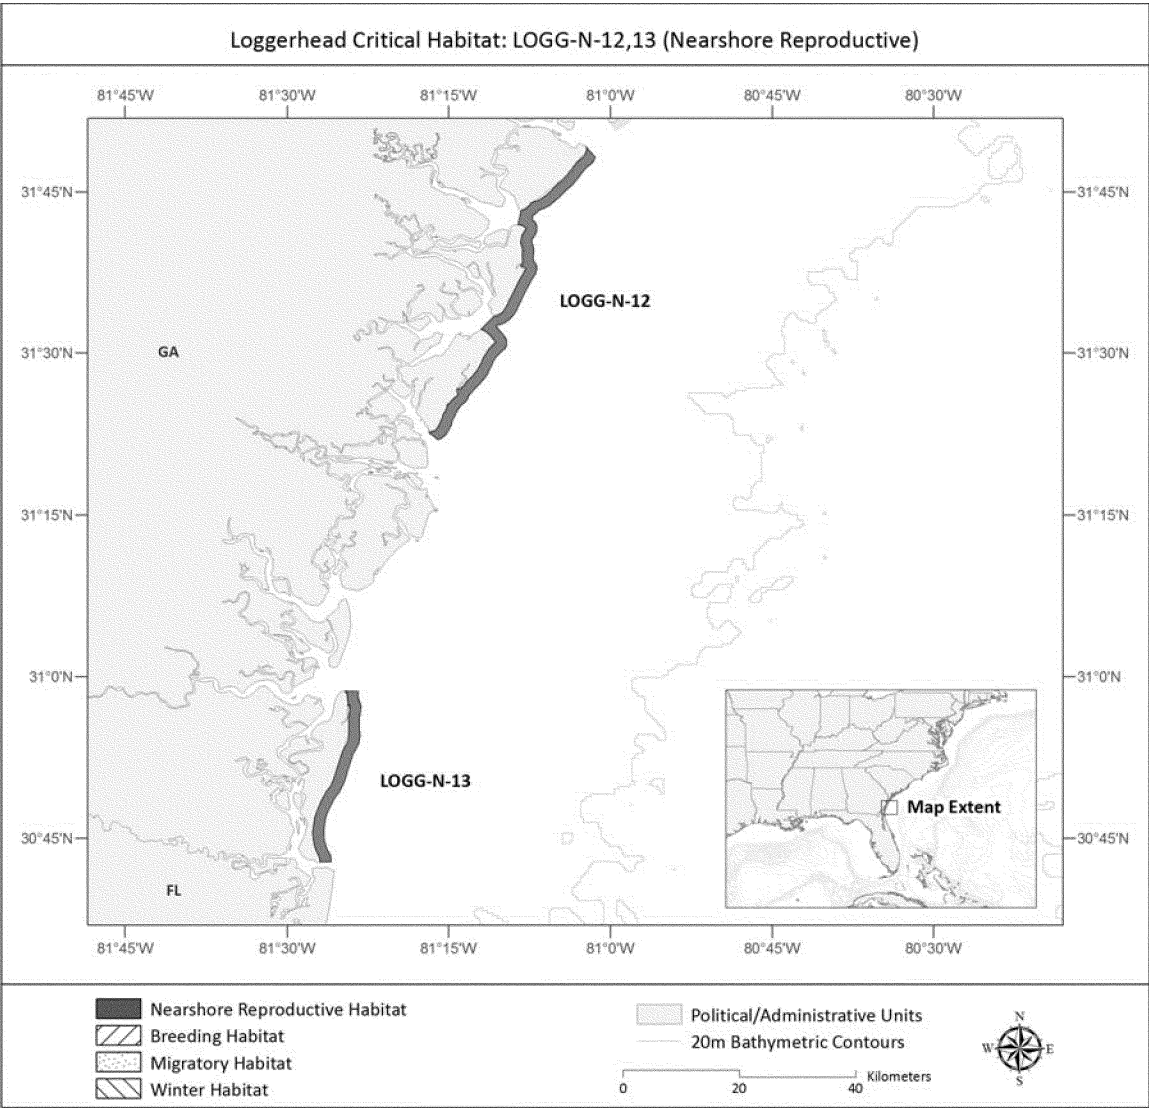 Loggerhead Critical Habitat: LOGG-N-12,13 (Nearshore Reproductive)
81°45'W 81°30'W 81°15'W 81°0'W 80°45'W 80°30'W
31°45'N 31°45'N
LOGG-N-12
31°30'N GA 31°30'N
31°15'N 31°15'N
31°0'N 31°0'N
LOGG-N-13
Map Extent
30°45'N 30°45'N
FL
81°45'W 81°30'W 81°15'W 81°0'W 80°45'W 80°30'W
Nearshore Reproductive Habitat
Breeding Habitat
Migratory Habitat
Winter Habitat
Political/Administrative Units
20m Bathymetric Contours
Kilometers
0 20 40
N
W E
S